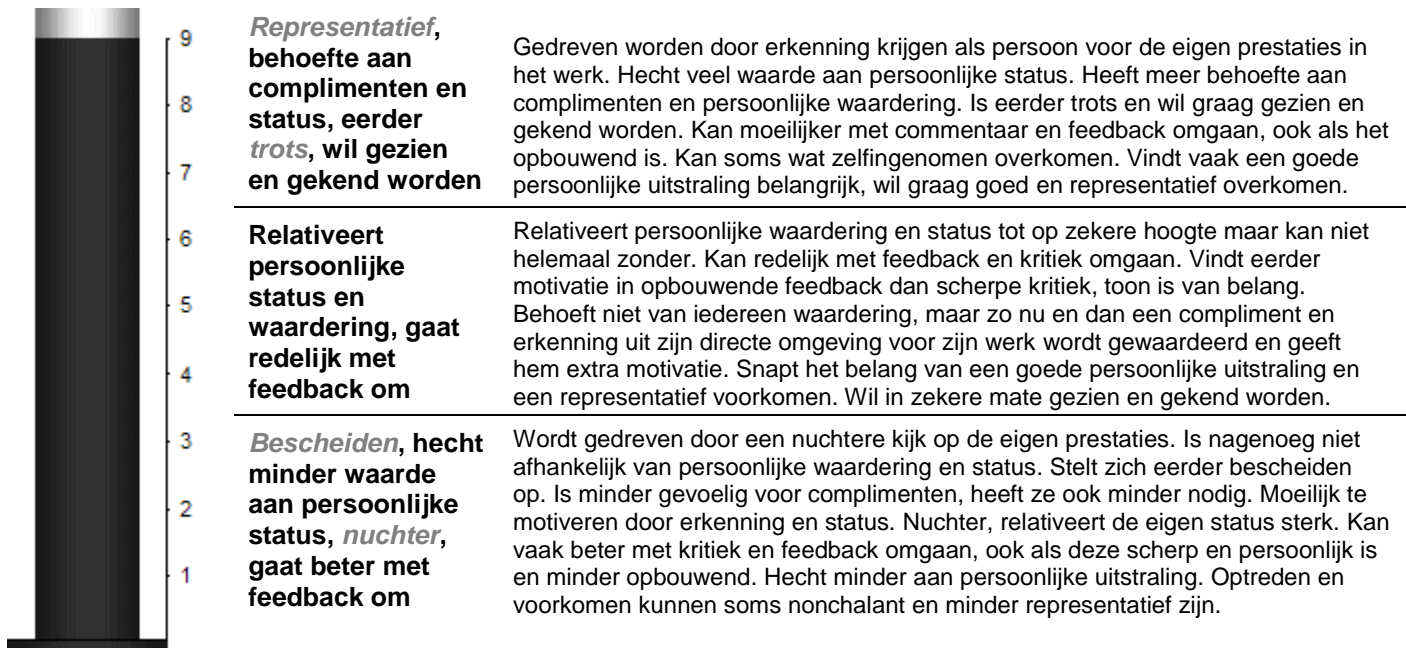 9
8
7
6
5
4
3
2
1
Representatief,
behoefte aan
complimenten en
status, eerder
trots, wil gezien
en gekend worden
Gedreven worden door erkenning krijgen als persoon voor de eigen prestaties in
het werk. Hecht veel waarde aan persoonlijke status. Heeft meer behoefte aan
complimenten en persoonlijke waardering. Is eerder trots en wil graag gezien en
gekend worden. Kan moeilijker met commentaar en feedback omgaan, ook als het
opbouwend is. Kan soms wat zelfingenomen overkomen. Vindt vaak een goede
persoonlijke uitstraling belangrijk, wil graag goed en representatief overkomen.
Relativeert
persoonlijke
status en
waardering, gaat
redelijk met
feedback om
Relativeert persoonlijke waardering en status tot op zekere hoogte maar kan niet
helemaal zonder. Kan redelijk met feedback en kritiek omgaan. Vindt eerder
motivatie in opbouwende feedback dan scherpe kritiek, toon is van belang.
Behoeft niet van iedereen waardering, maar zo nu en dan een compliment en
erkenning uit zijn directe omgeving voor zijn werk wordt gewaardeerd en geeft
hem extra motivatie. Snapt het belang van een goede persoonlijke uitstraling en
een representatief voorkomen. Wil in zekere mate gezien en gekend worden.
Bescheiden, hecht
minder waarde
aan persoonlijke
status, nuchter,
gaat beter met
feedback om
Wordt gedreven door een nuchtere kijk op de eigen prestaties. Is nagenoeg niet
afhankelijk van persoonlijke waardering en status. Stelt zich eerder bescheiden
op. Is minder gevoelig voor complimenten, heeft ze ook minder nodig. Moeilijk te
motiveren door erkenning en status. Nuchter, relativeert de eigen status sterk. Kan
vaak beter met kritiek en feedback omgaan, ook als deze scherp en persoonlijk is
en minder opbouwend. Hecht minder aan persoonlijke uitstraling. Optreden en
voorkomen kunnen soms nonchalant en minder representatief zijn.